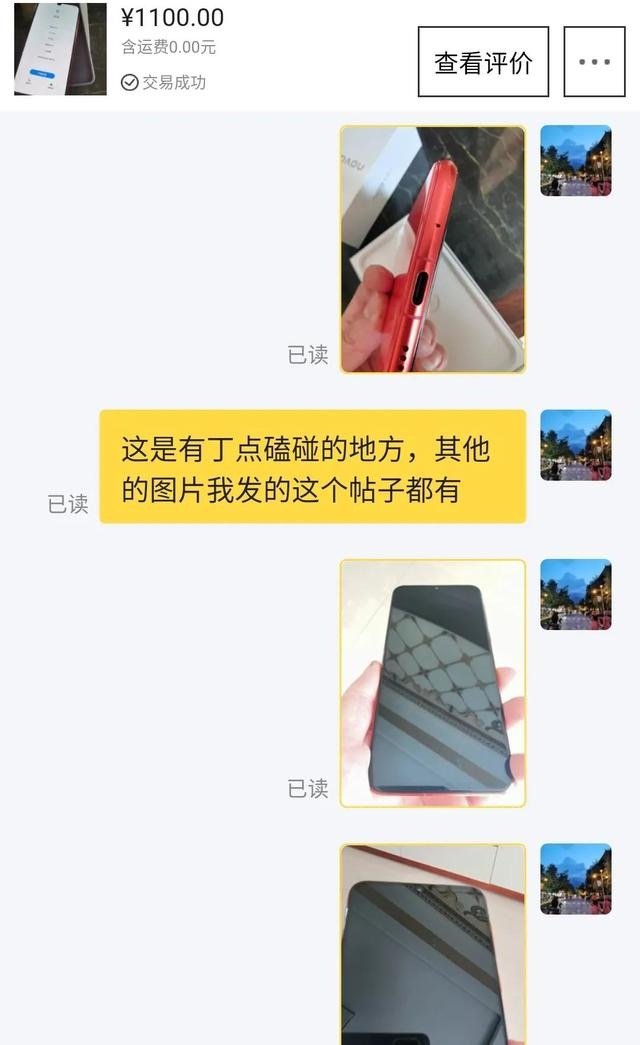 ¥1100.00
含运费0.00元
交易成功
查看评价
已读
这是有丁点磕碰的地方，其他
的图片我发的这个帖子都有
已读
已读